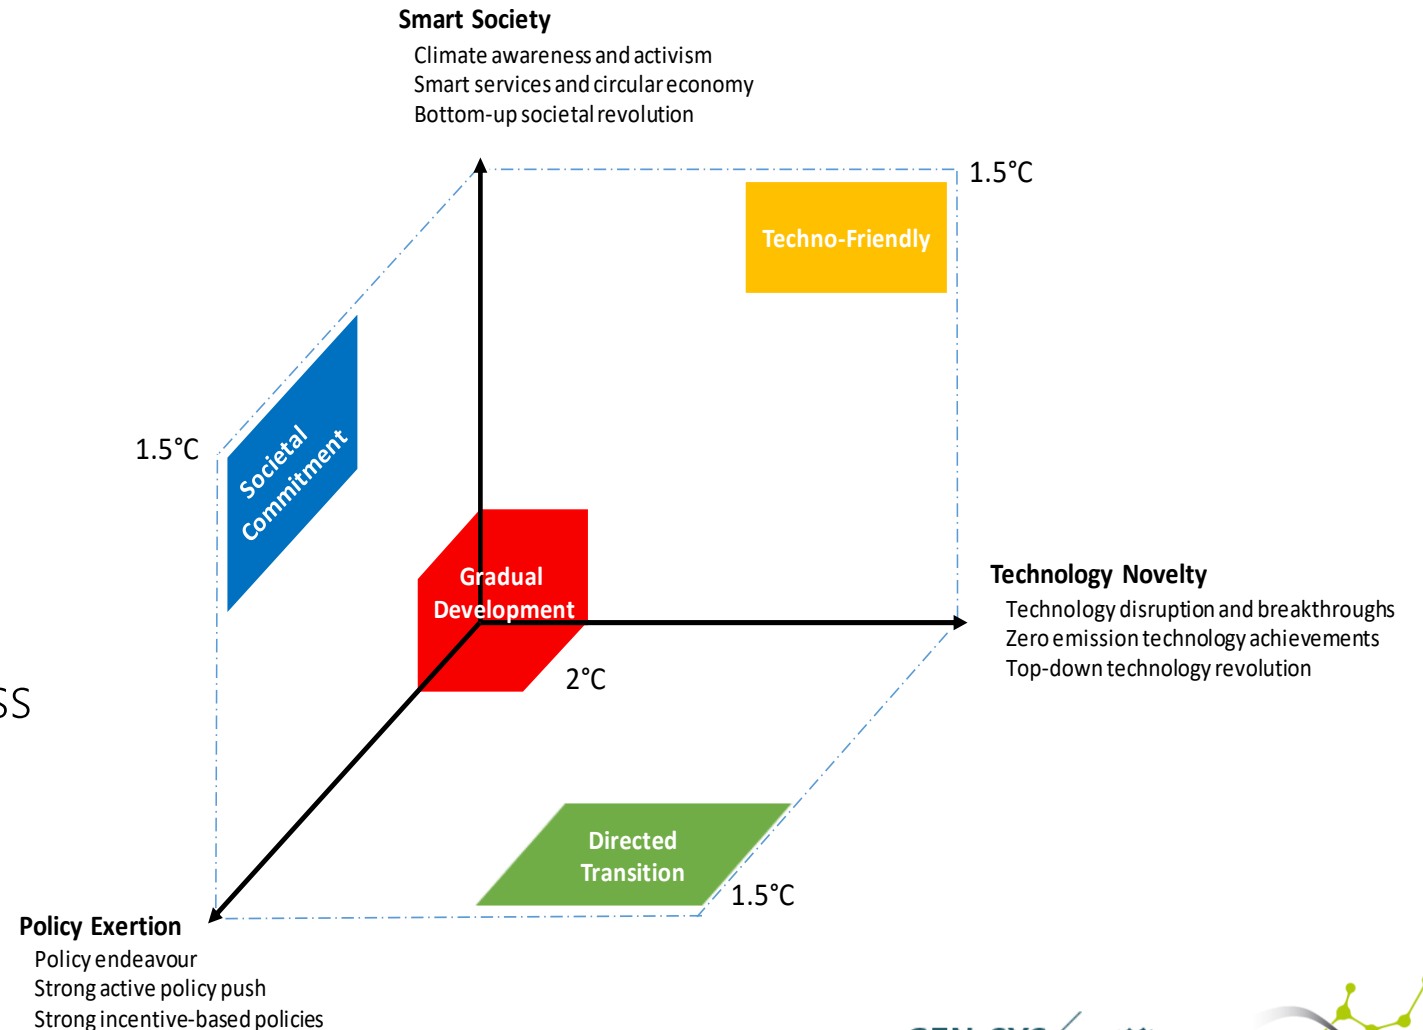 Smart Society
Climate awareness and activism
Smart services and circular economy
Bottom-up societal revolution
1.5°C
Techno-Friendly
1.5°C
Societal
Commitment
Gradual
Development
Technology Novelty
Technology disruption and breakthroughs
Zero emission technology achievements
Top-down technology revolution
2°C
ss
Directed
Transition
1.5°C
Policy Exertion
Policy endeavour
Strong active policy push
Strong incentive-based policies